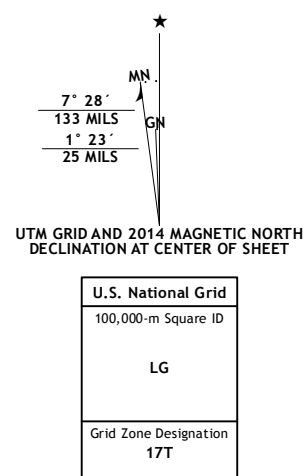 ★
MN
7° 28´
133 MILS
GN
1° 23´
25 MILS
UTM GRID AND 2014 MAGNETIC NORTH
DECLINATION AT CENTER OF SHEET
U.S. National Grid
100,000-m Square ID
LG
Grid Zone Designation
17T